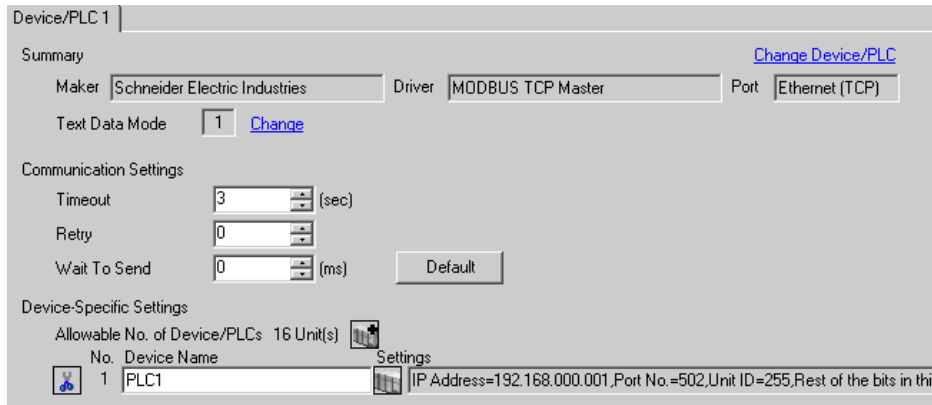 Device/PLC 1
Summary
Change Device/PLC
Maker Schneider Electric Industries Driver MODBUS TCP Master Port Ethernet (TCP)
Text Data Mode 1 Change
Communication Settings
Timeout 3 (sec)
Retry 0
Wait To Send 0 (ms) Default
Device-Specific Settings
Allowable No. of Device/PLCs 16 Unit(s)
No. Device Name Settings
1 PLC1 IP Address=192.168.000.001,Port No.=502,Unit ID=255,Rest of the bits in thi